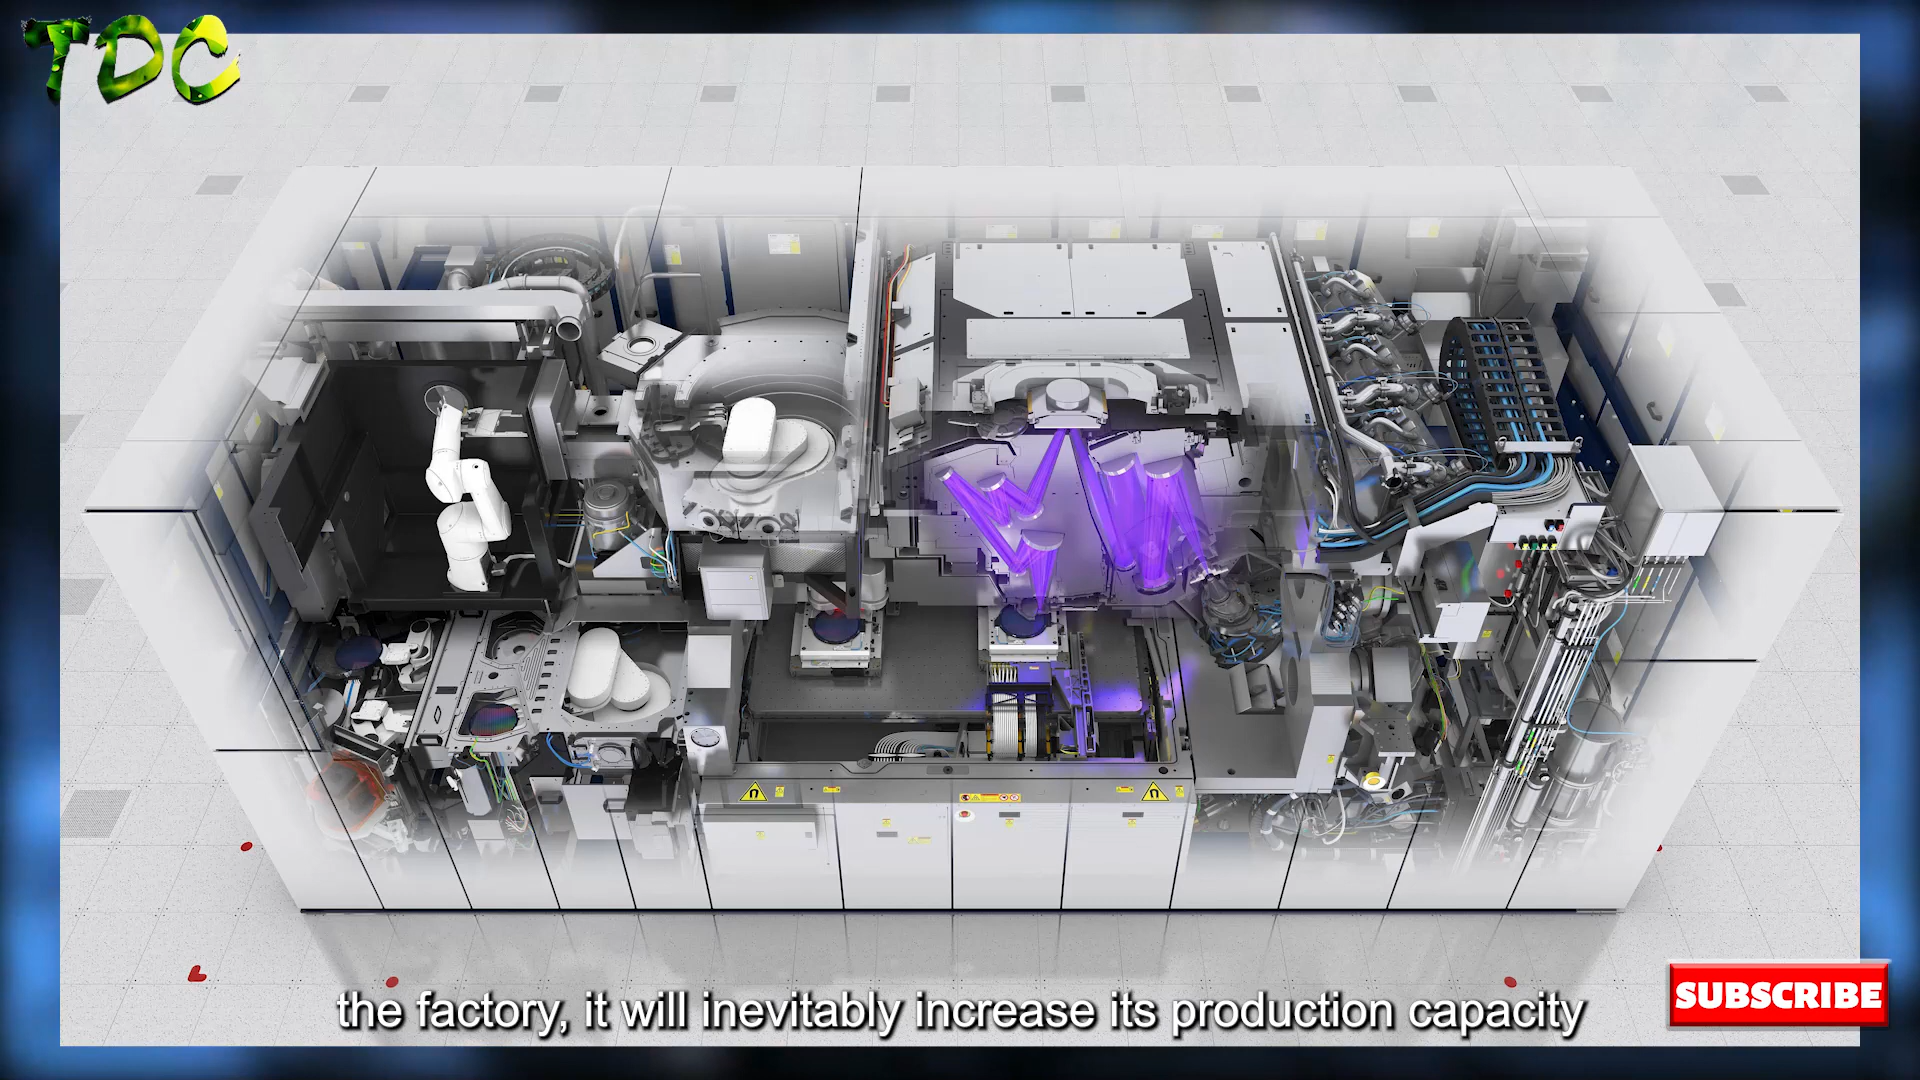 TDC
the factory, it will inevitably increase its production capacity
SUBSCRIBE